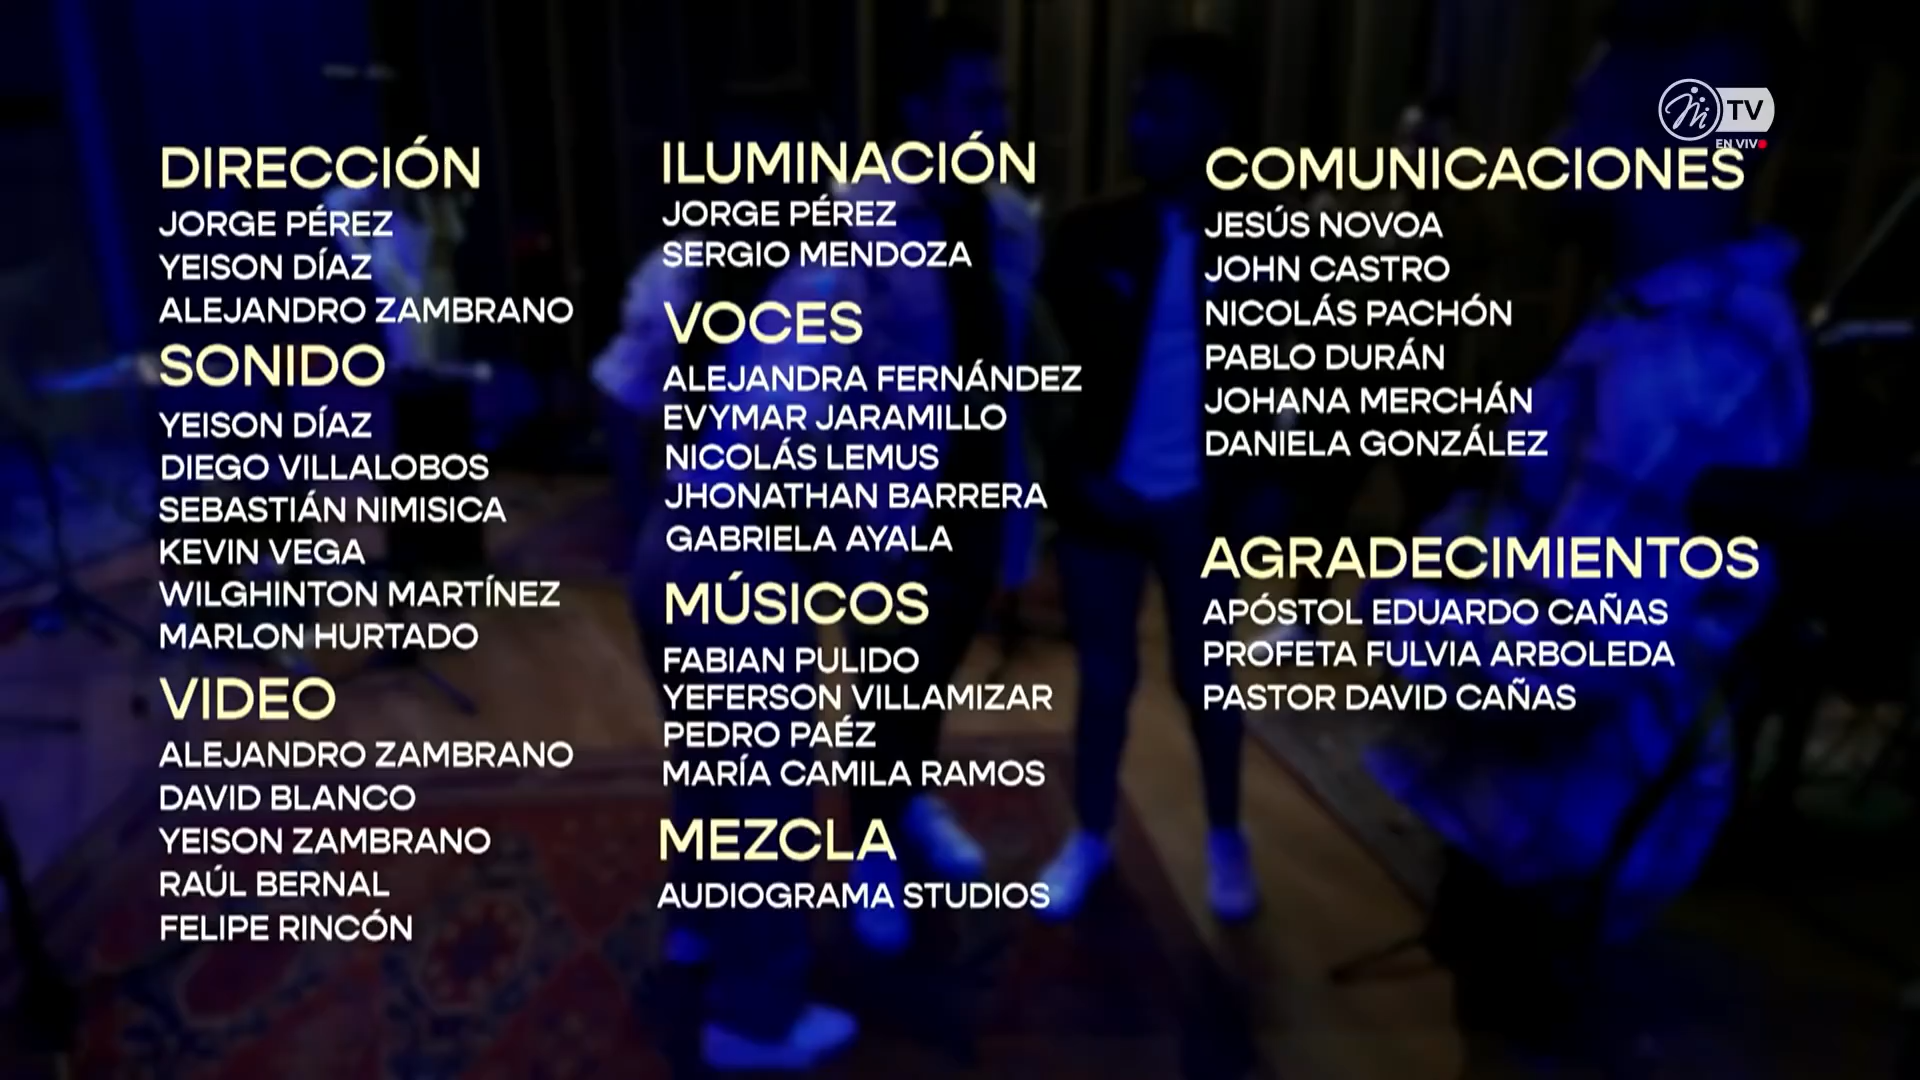 DIRECCIÓN
JORGE PÉREZ
YEISON DÍAZ
ALEJANDRO ZAMBRANO
SONIDO
YEISON DÍAZ
DIEGO VILLALOBOS
SEBASTIÁN NIMISICA
KEVIN VEGA
WILGHINTON MARTÍNEZ
MARLON HURTADO
VIDEO
ALEJANDRO ZAMBRANO
DAVID BLANCO
YEISON ZAMBRANO
RAÚL BERNAL
FELIPE RINCÓN
ILUMINACIÓN
JORGE PÉREZ
SERGIO MENDOZA
VOCES
ALEJANDRA FERNÁNDEZ
EVYMAR JARAMILLO
NICOLÁS LEMUS
JHONATHAN BARRERA
GABRIELA AYALA
MÚSICOS
FABIAN PULIDO
YEFERSON VILLAMIZAR
PEDRO PAÉZ
MARÍA CAMILA RAMOS
MEZCLA
AUDIOGRAMA STUDIOS
TV
EN VIVO
COMUNICACIONES
JESÚS NOVOA
JOHN CASTRO
NICOLÁS PACHÓN
PABLO DURÁN
JOHANA MERCHÁN
DANIELA GONZÁLEZ
AGRADECIMIENTOS
APÓSTOL EDUARDO CAÑAS
PROFETA FULVIA ARBOLEDA
PASTOR DAVID CAÑAS